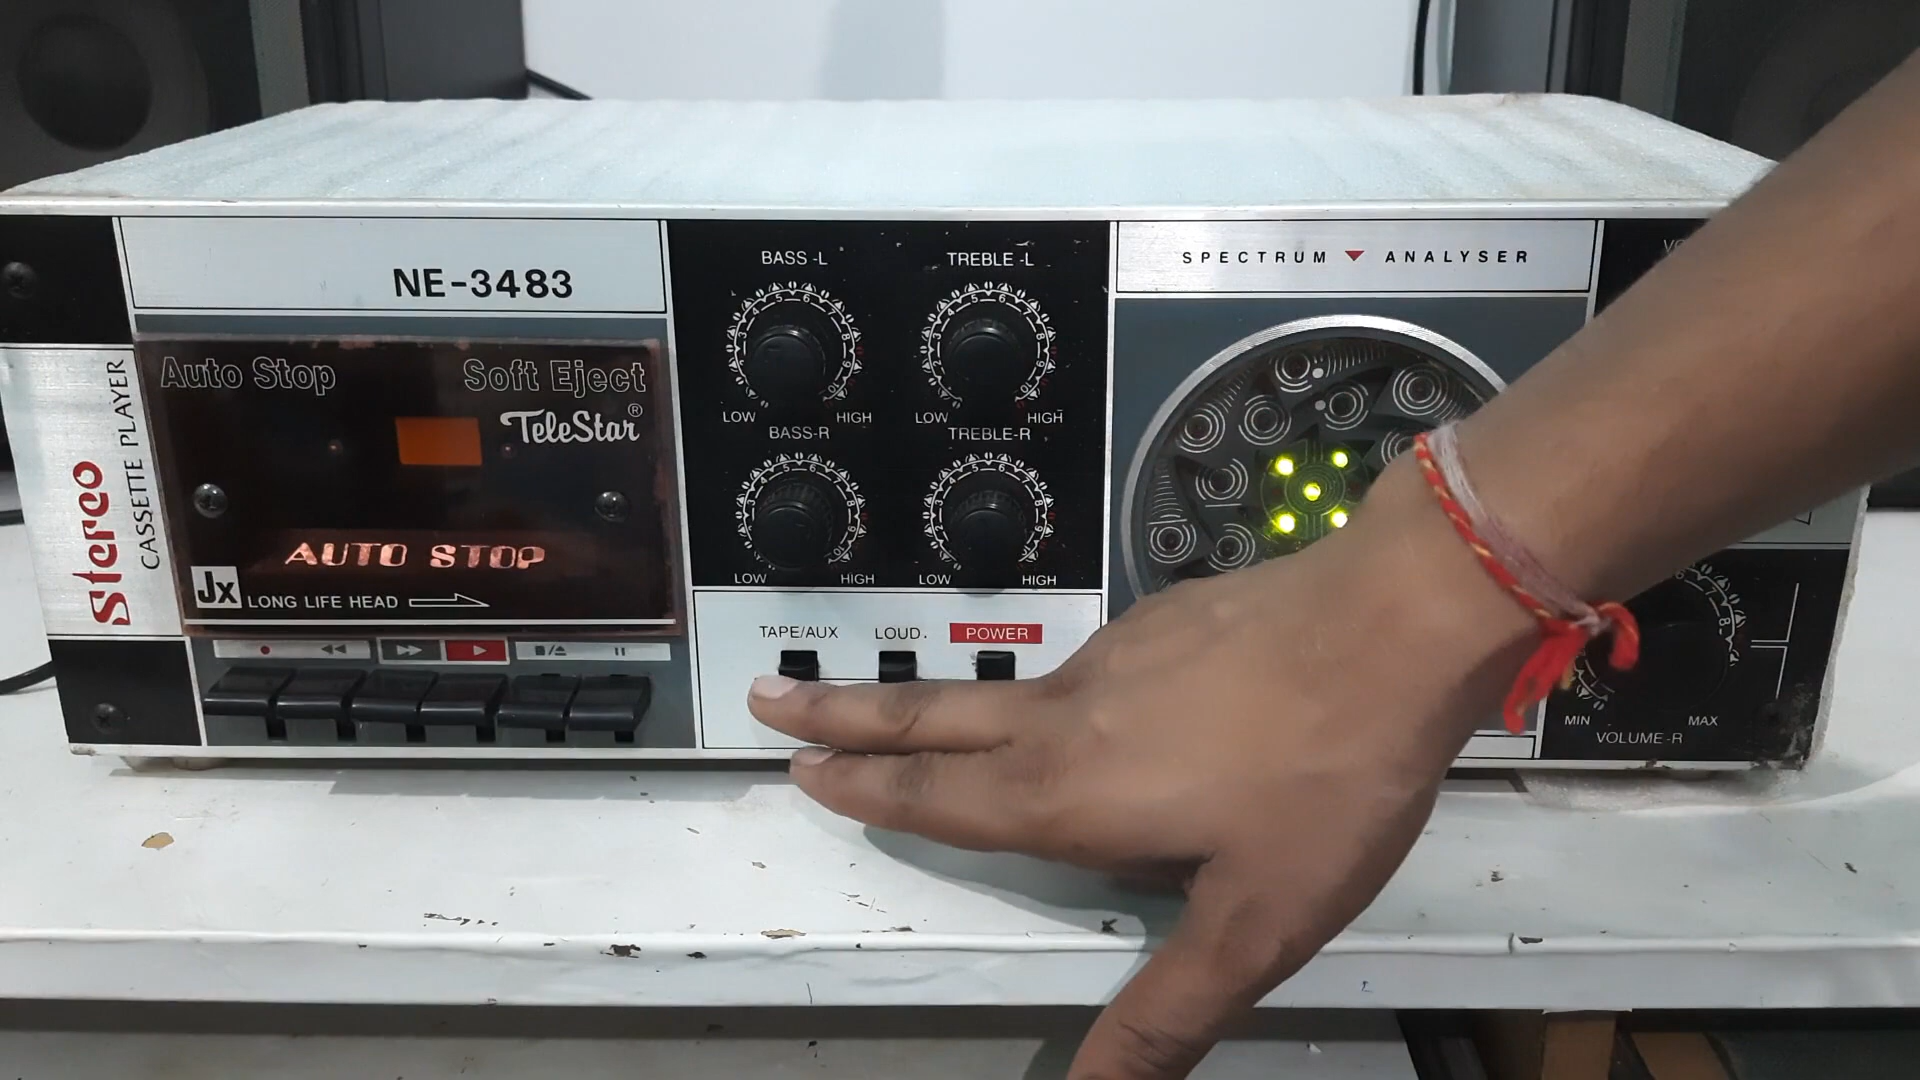 NE-3483
Stereo
CASSETTE PLAYER
Auto Stop
Soft Eject
TeleStar®
AUTO STOP
Jx LONG LIFE HEAD
BASS -L
TREBLE -L
LOW HIGH
LOW HIGH
BASS-R
TREBLE-R
LOW HIGH
LOW HIGH
TAPE/AUX LOUD. POWER
SPECTRUM ANALYSER
MIN MAX
VOLUME -R